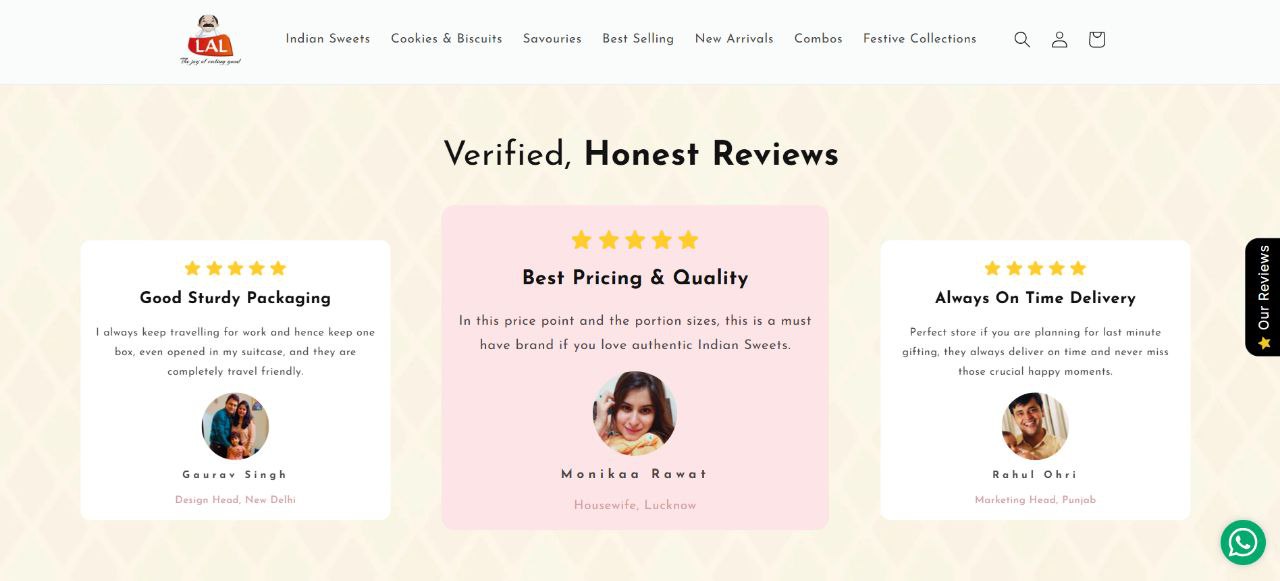 LAL
The joy of eating good
Indian Sweets
Cookies & Biscuits
Savouries
Best Selling
New Arrivals
Combos
Festive Collections
Verified, Honest Reviews
Good Sturdy Packaging
I always keep travelling for work and hence keep one
box, even opened in my suitcase, and they are
completely travel friendly.
Gaurav Singh
Design Head, New Delhi
Best Pricing & Quality
In this price point and the portion sizes, this is a must
have brand if you love authentic Indian Sweets.
Monikaa Rawat
Housewife, Lucknow
Always On Time Delivery
Perfect store if you are planning for last minute
gifting, they always deliver on time and never miss
those crucial happy moments.
Rahul Ohri
Marketing Head, Punjab
Our Reviews